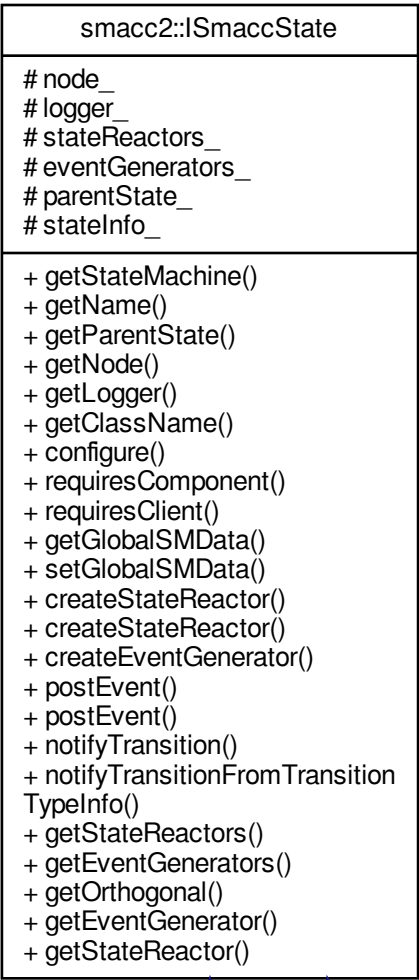 smacc2::ISmaccState
# node_
# logger_
# stateReactors_
# eventGenerators_
# parentState_
# stateInfo_
+ getStateMachine()
+ getName()
+ getParentState()
+ getNode()
+ getLogger()
+ getClassName()
+ configure()
+ requiresComponent()
+ requiresClient()
+ getGlobalSMData()
+ setGlobalSMData()
+ createStateReactor()
+ createStateReactor()
+ createEventGenerator()
+ postEvent()
+ postEvent()
+ notifyTransition()
+ notifyTransitionFromTransition
TypeInfo()
+ getStateReactors()
+ getEventGenerators()
+ getOrthogonal()
+ getEventGenerator()
+ getStateReactor()